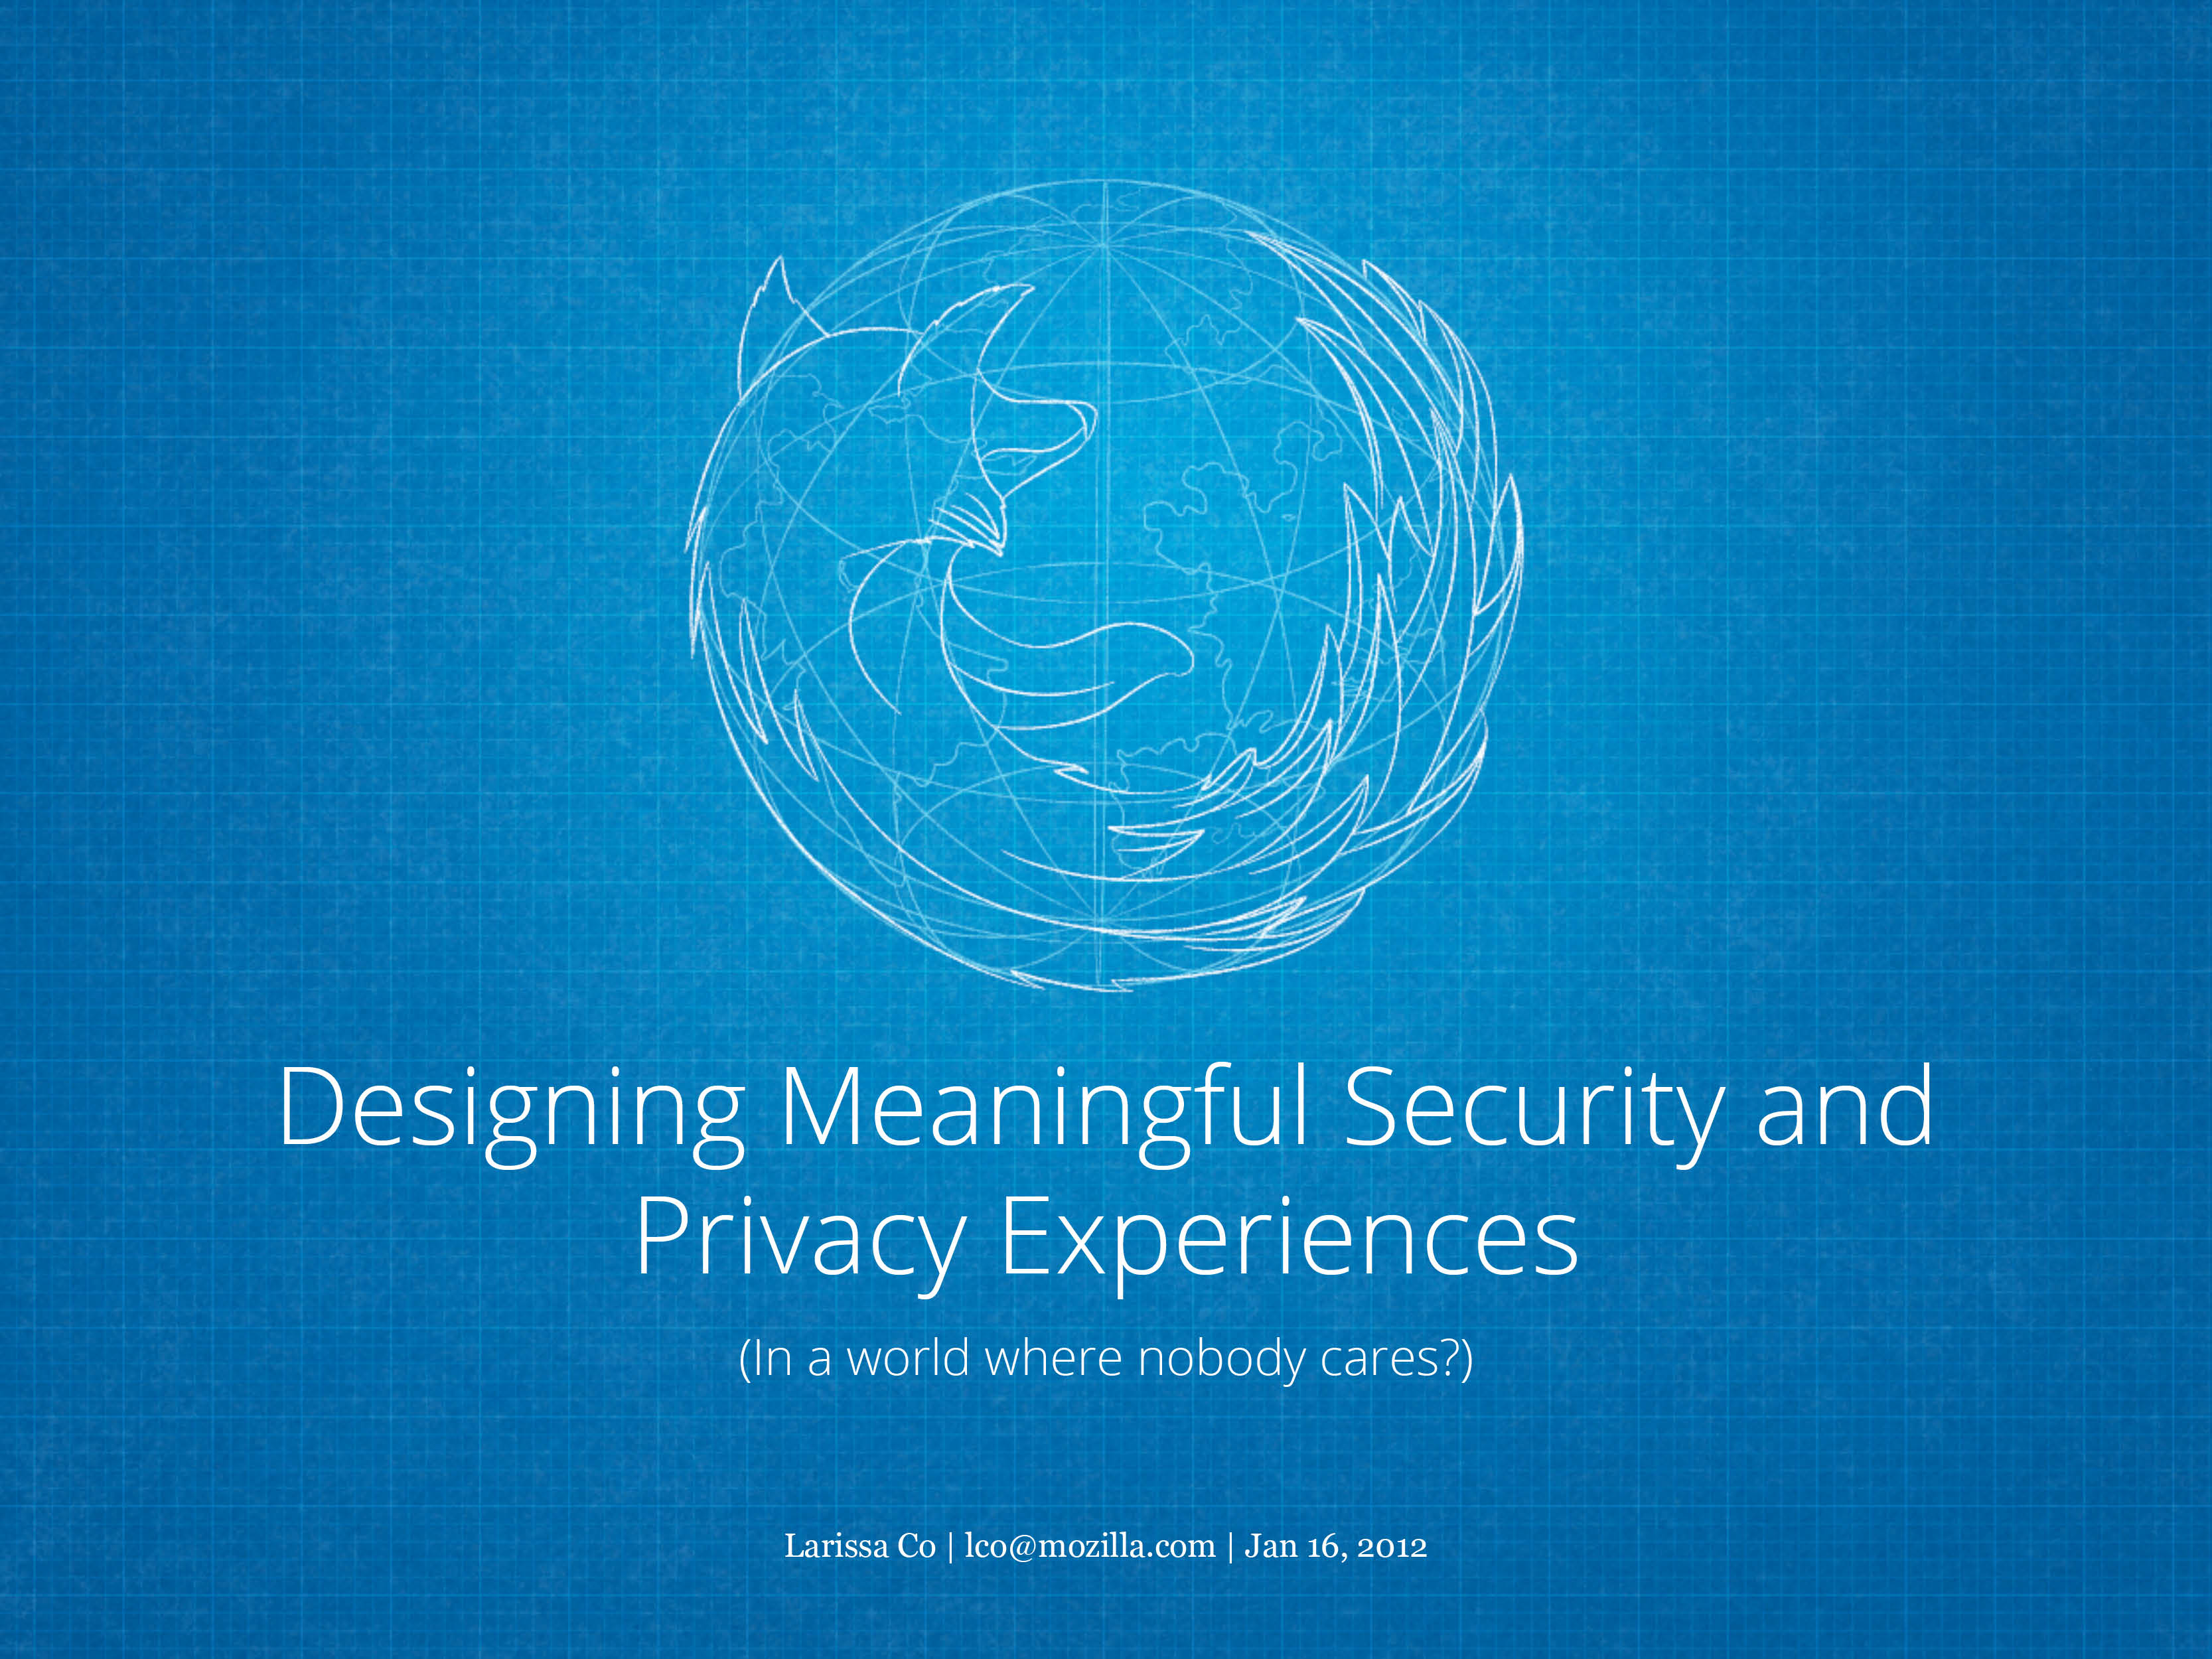 Designing Meaningful Security and
Privacy Experiences
(In a world where nobody cares?)
Larissa Co | lco@mozilla.com | Jan 16, 2012